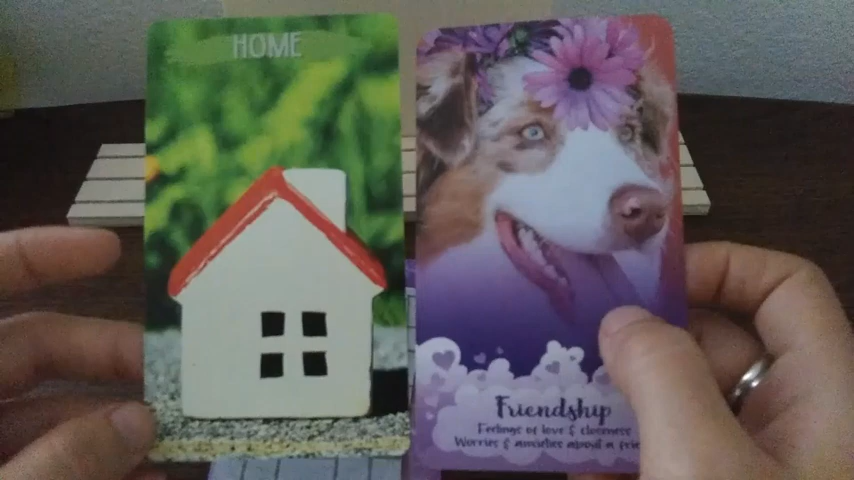 HOME
Friendship
Feelings of love & closeness
Worries & anxieties about a